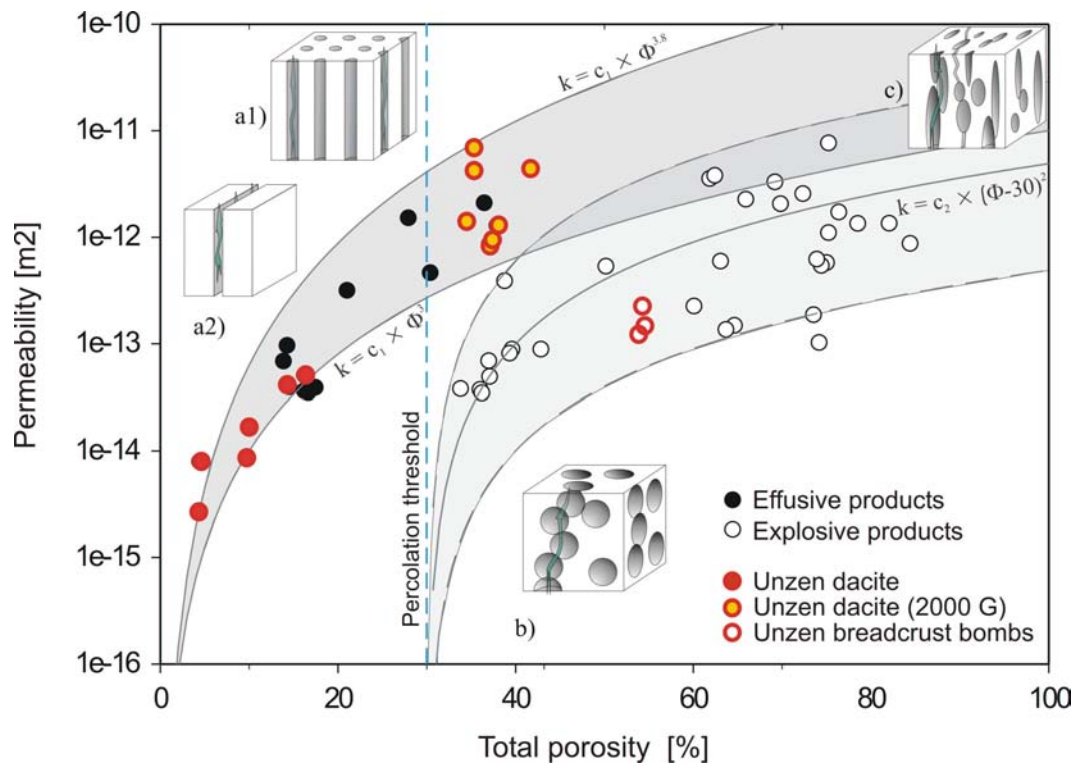 1e-10
1e-11
1e-12
1e-13
1e-14
1e-15
1e-16
Permeability [m2]
a1)
a2)
k = c₁ × Φ³·⁸
c)
k = c₂ × [Φ-30)²
k = c₁ × Φ³
Percolation threshold
b)
Effusive products
Explosive products
Unzen dacite
Unzen dacite (2000 G)
Unzen breadcrust bombs
0 20 40 60 80 100
Total porosity [%]